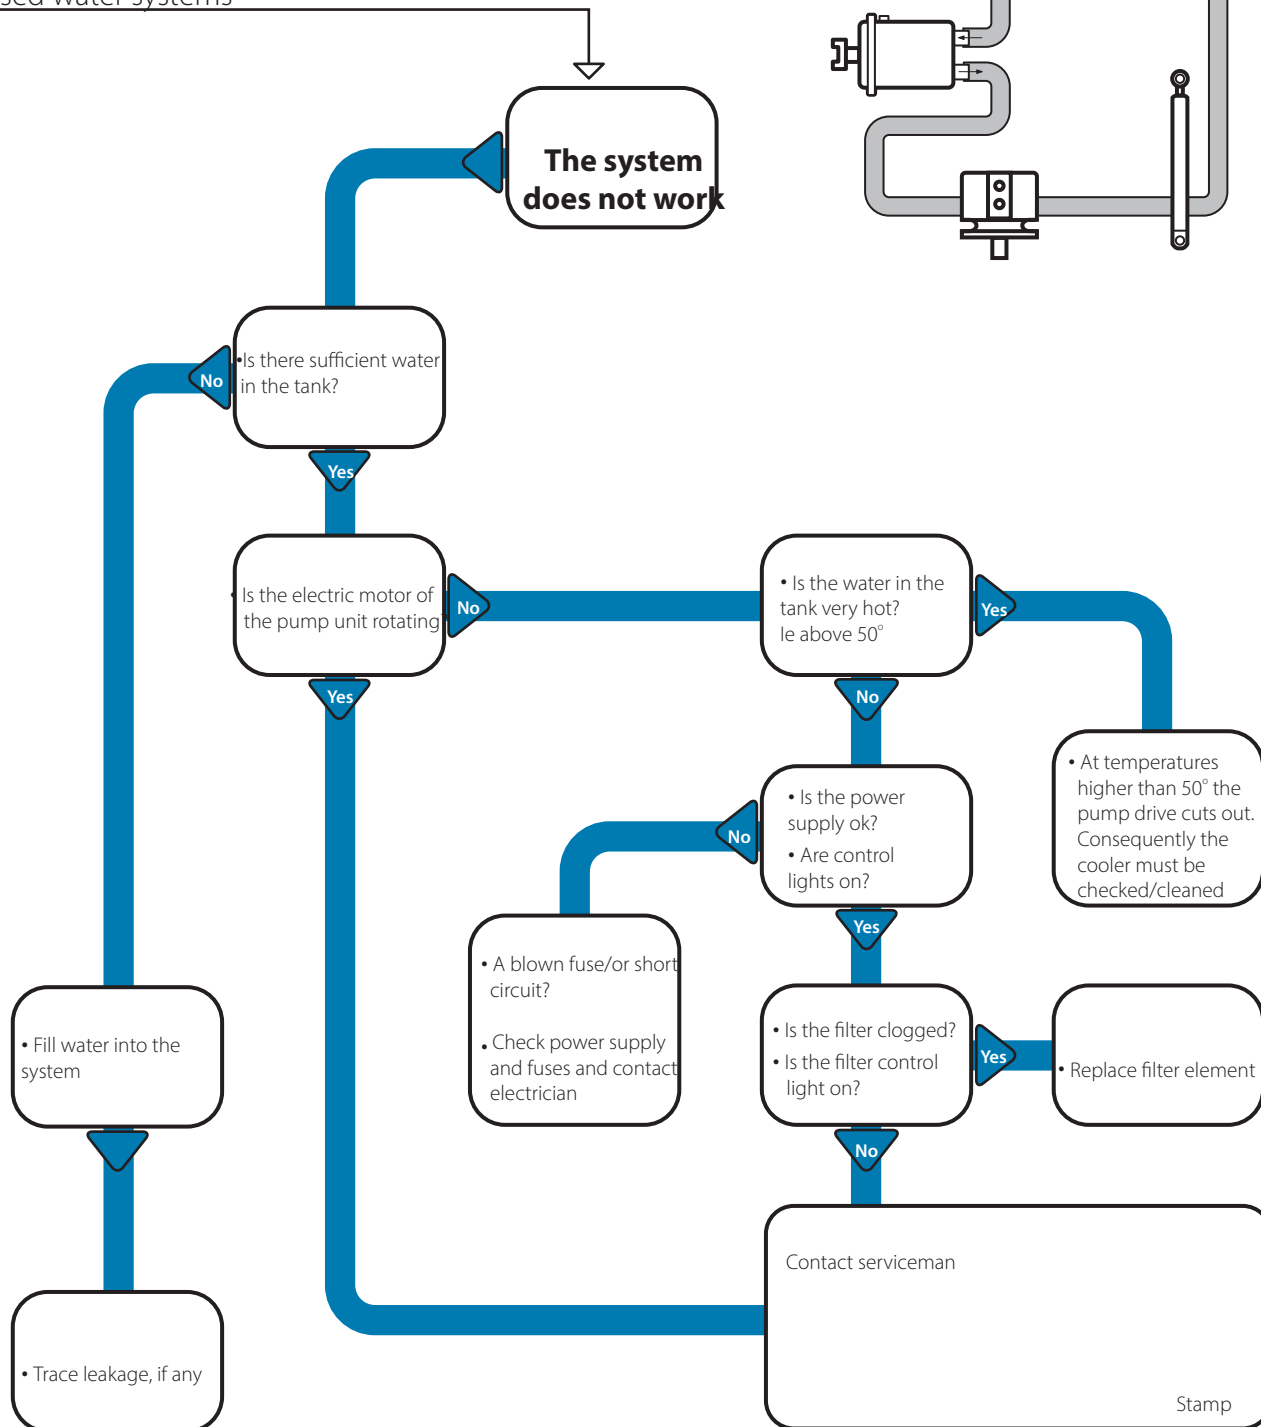 sed water systems
The system
does not work
•Is there sufficient water
in the tank?
No
Yes
• Is the electric motor of
the pump unit rotating
No
Yes
• Is the water in the
tank very hot?
Ie above 50°
Yes
No
• At temperatures
higher than 50° the
pump drive cuts out.
Consequently the
cooler must be
checked/cleaned
• Is the power
supply ok?
• Are control
lights on?
No
Yes
• A blown fuse/or short
circuit?
• Check power supply
and fuses and contact
electrician
• Is the filter clogged?
• Is the filter control
light on?
Yes
No
• Replace filter element
• Fill water into the
system
• Trace leakage, if any
Contact serviceman
Stamp